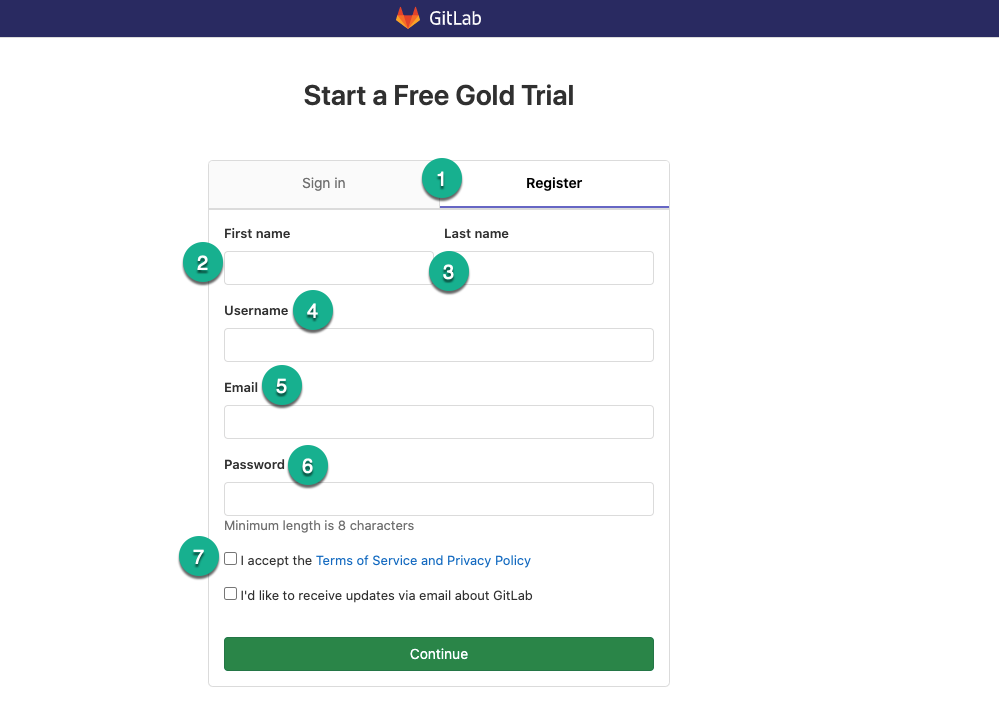 GitLab
Start a Free Gold Trial
Sign in 1 Register
First name Last name
2 3
Username 4
Email 5
Password 6
Minimum length is 8 characters
7 I accept the Terms of Service and Privacy Policy
I'd like to receive updates via email about GitLab
Continue